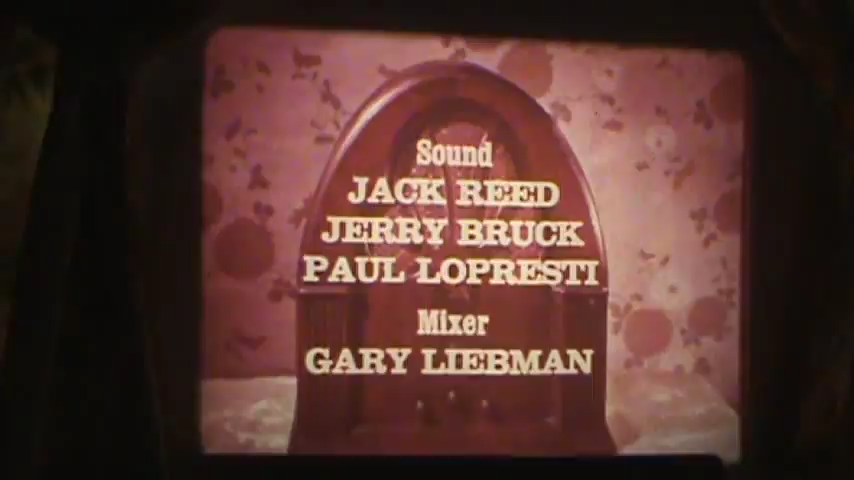 Sound
JACK REED
JERRY BRUCK
PAUL LOPRESTI
Mixer
GARY LIEBMAN